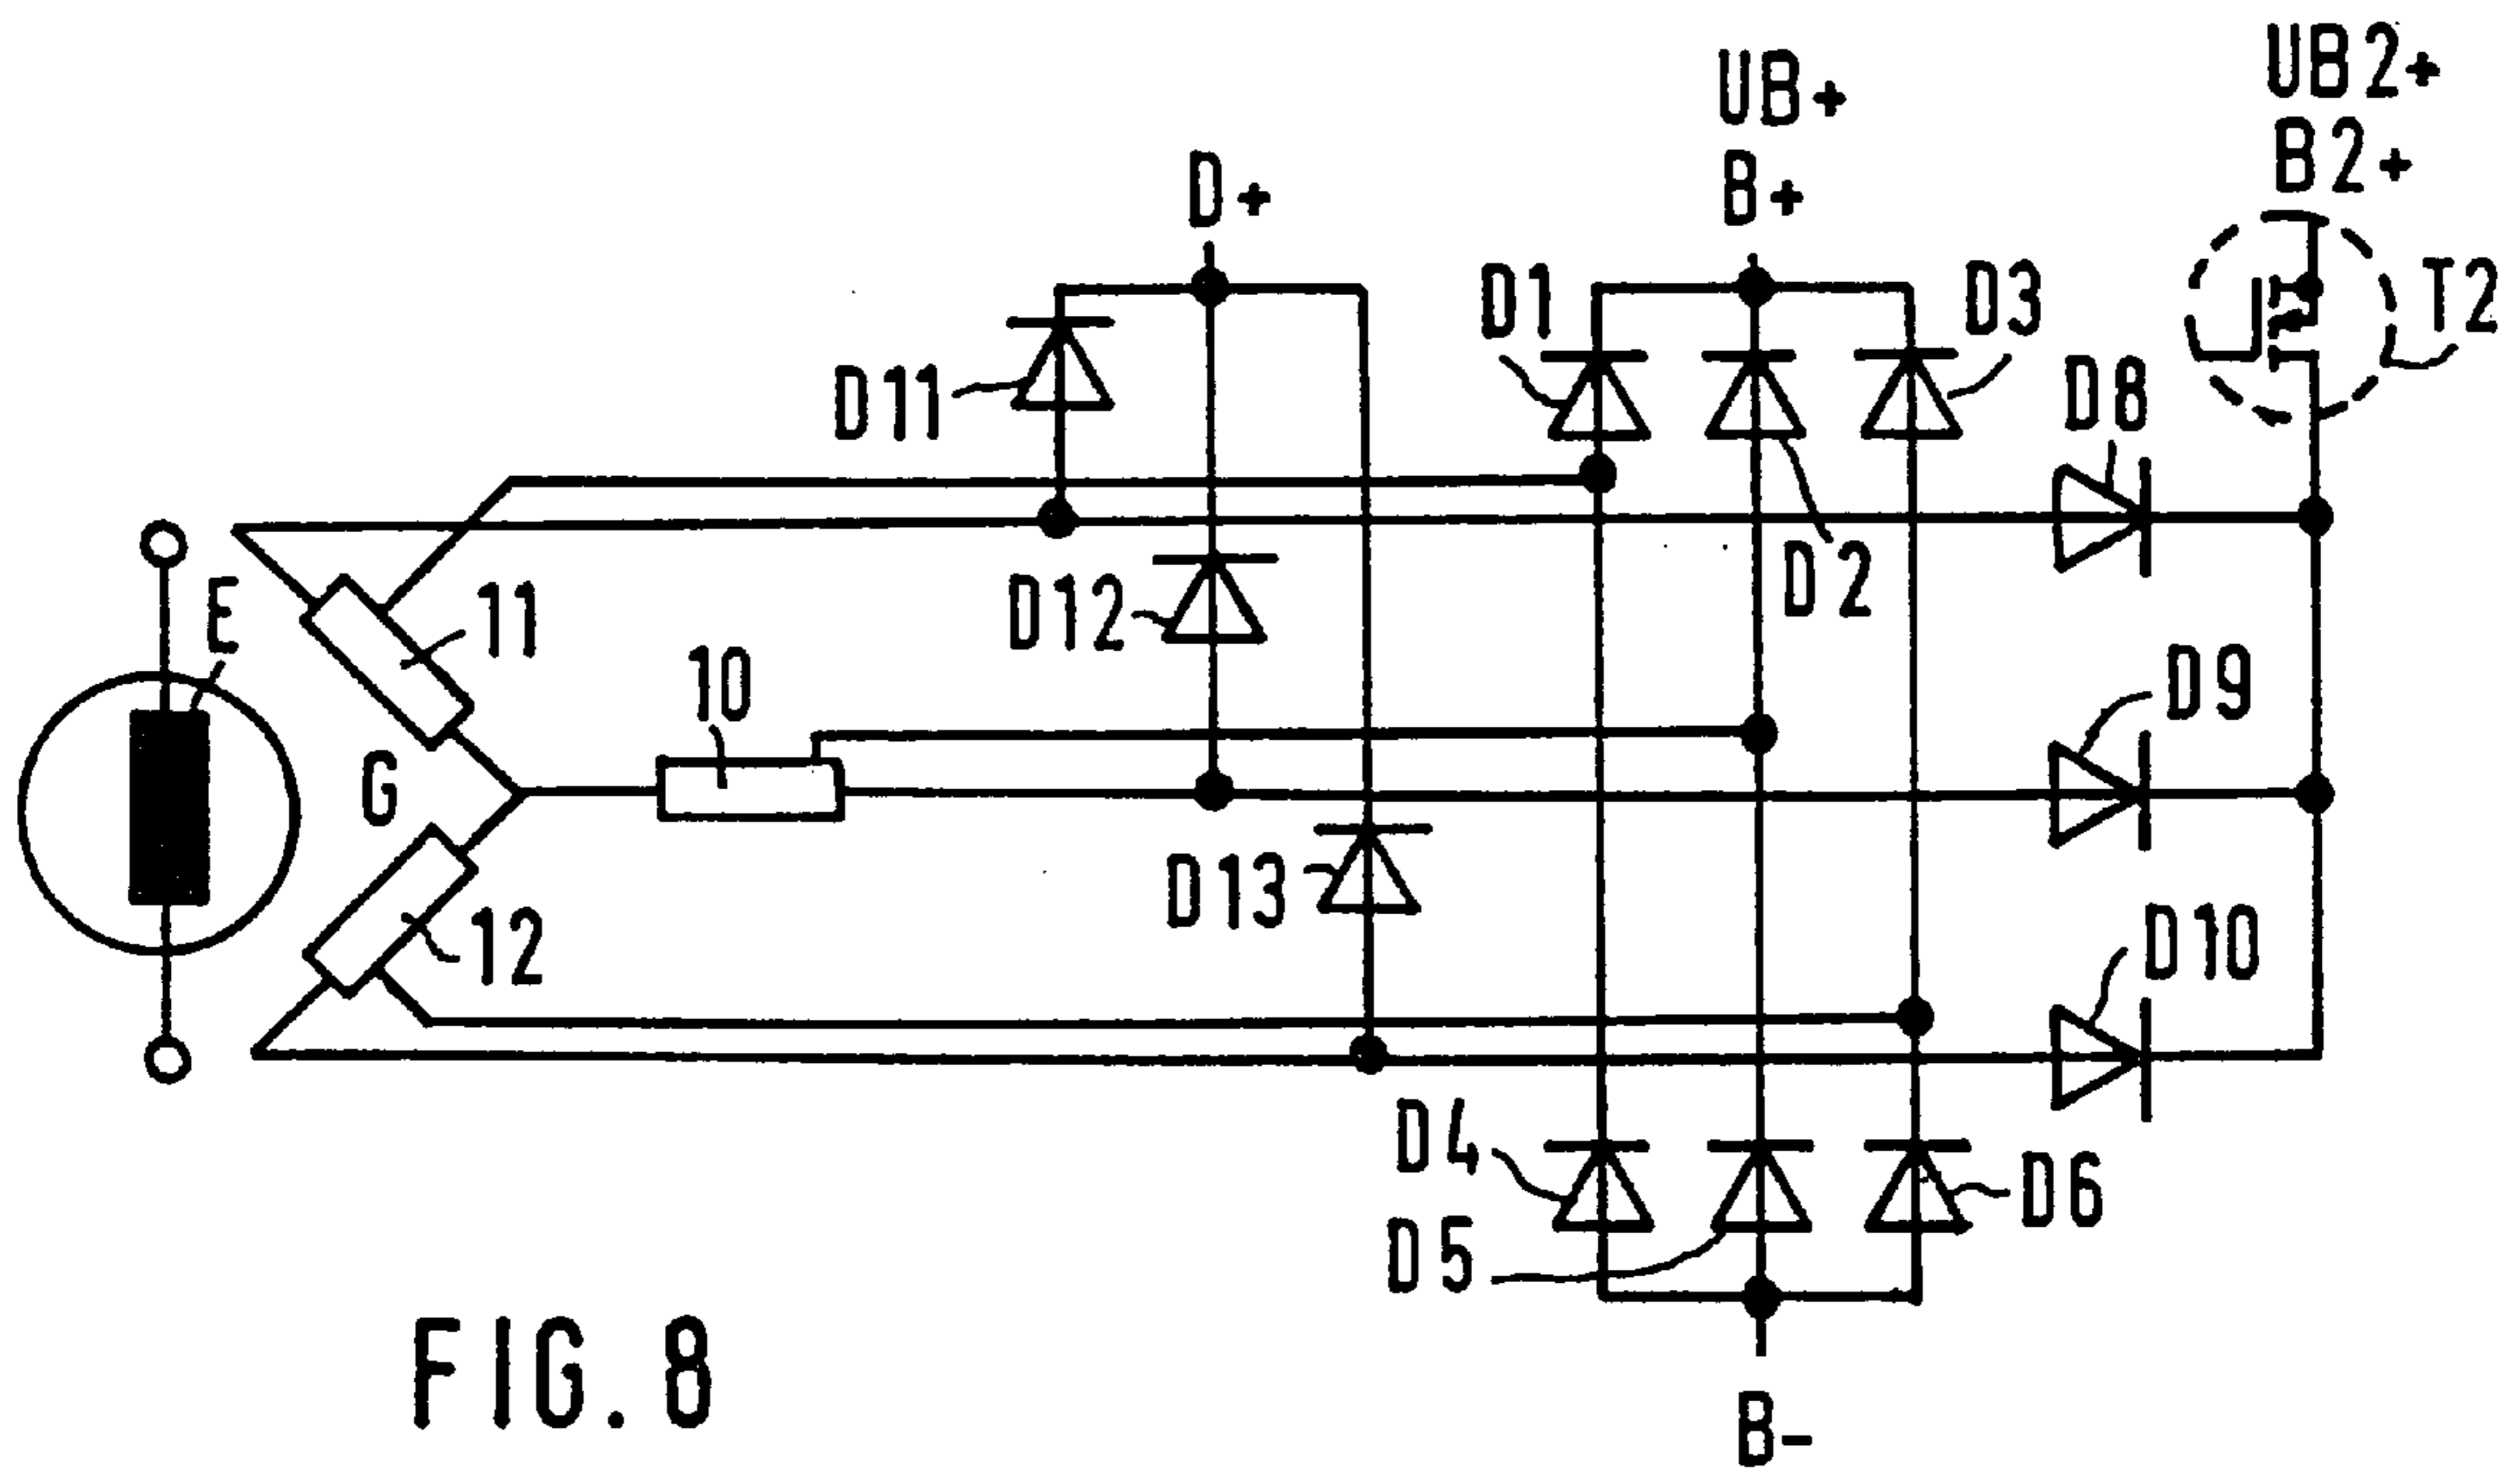 UB2+
UB+
B2+
D+
B+
D1
D3
T2
D8
D11
D2
E
11
D12
10
D9
G
D13
12
D10
D4
D6
D5
FIG. 8
B-